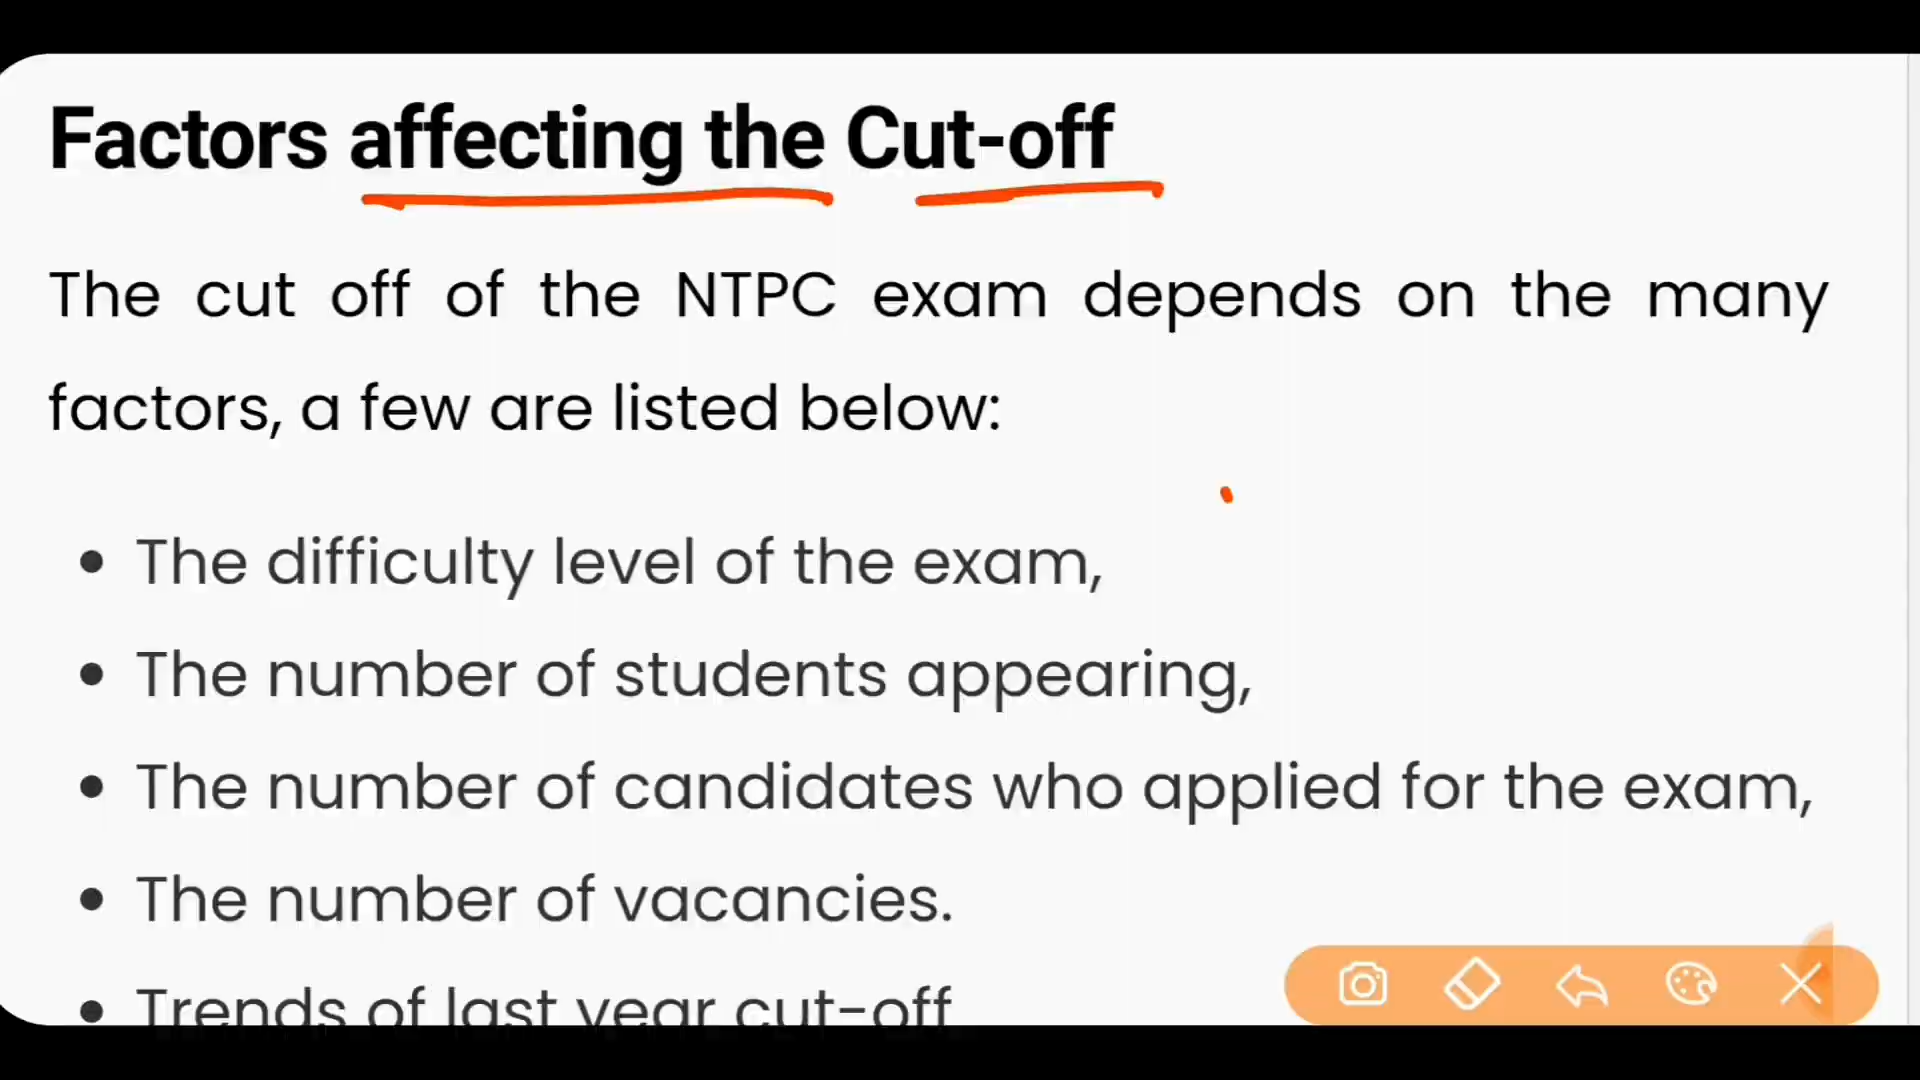 Factors affecting the Cut-off
The cut off of the NTPC exam depends on the many
factors, a few are listed below:
• The difficulty level of the exam,
• The number of students appearing,
• The number of candidates who applied for the exam,
• The number of vacancies.
• Trends of last year cut-off